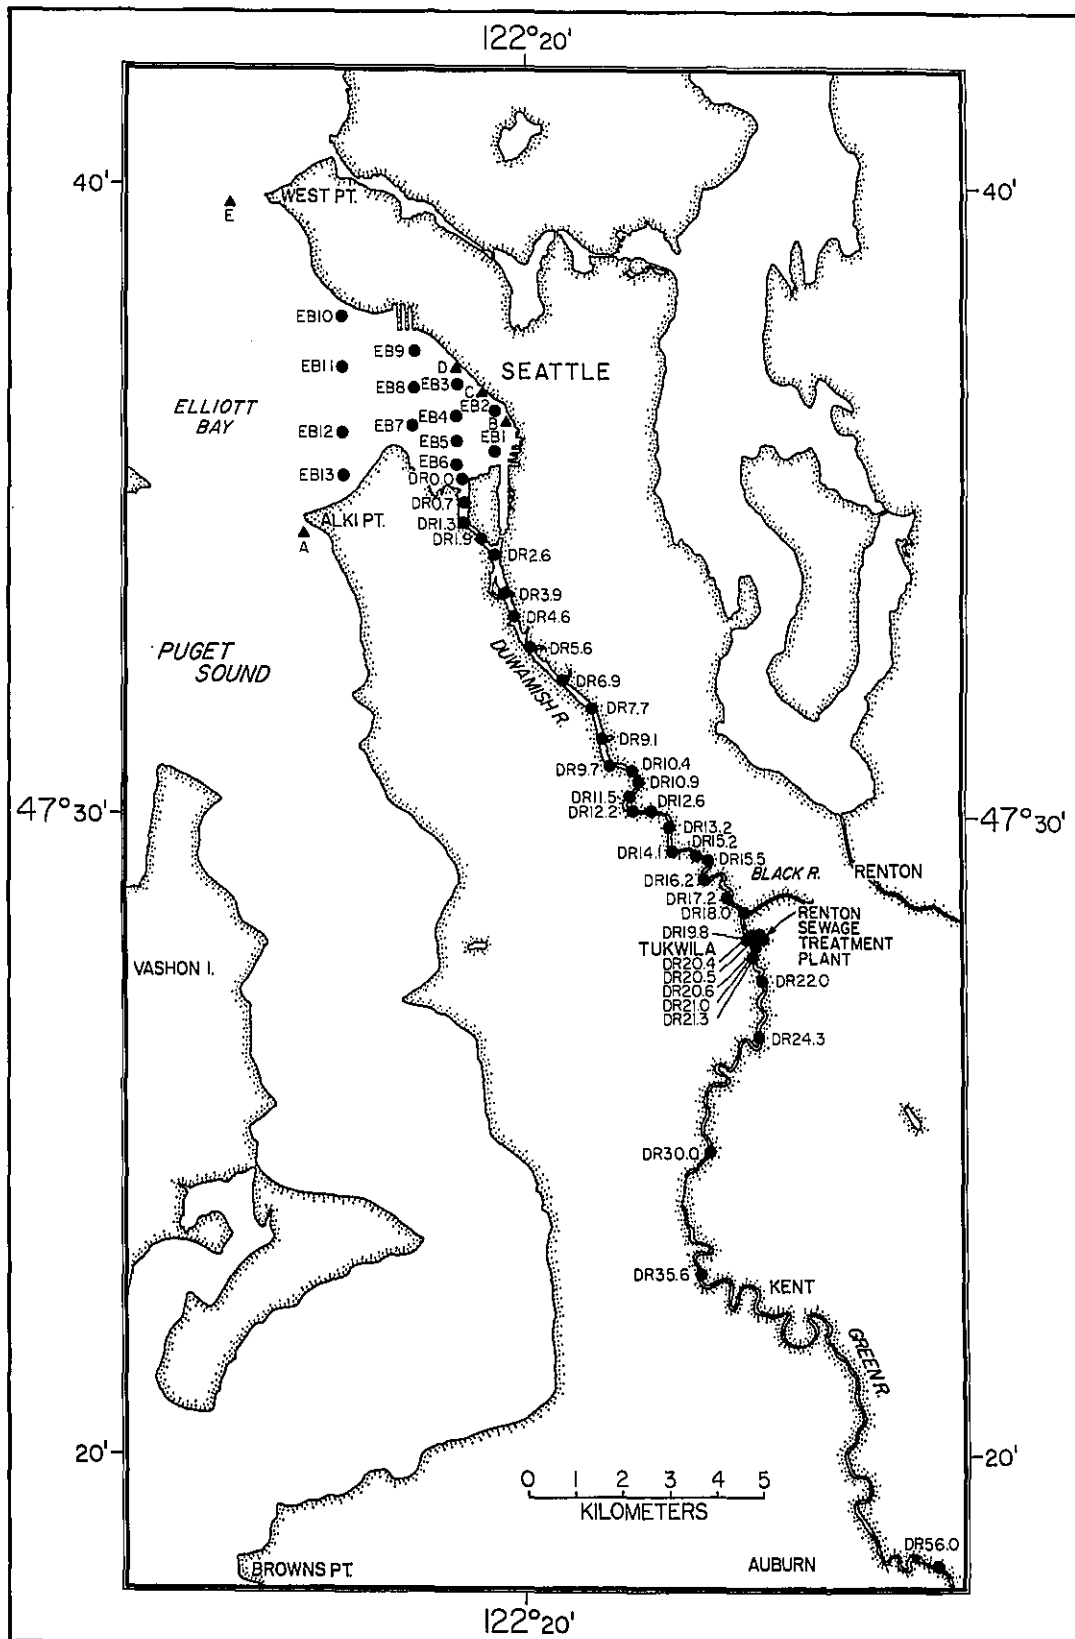 122°20'
40'
40'
WEST PT.
E
EB10
EB9
D
SEATTLE
EB11
EB8
EB3
C
EB2
ELLIOTT
BAY
EB4
B
EB7
EB12
EB5
EB1
EB6
EB13
DR0.0
DR0.7
ALKI PT.
DR1.3
A
DR1.9
DR2.6
DR3.9
DR4.6
PUGET
SOUND
DUWAMISH R.
DR5.6
DR6.9
DR7.7
DR9.1
DR9.7
DR10.4
DR10.9
DR11.5
47°30'
DR12.2
DR12.6
47°30'
DR13.2
DR15.2
DR14.1
DR15.5
BLACK R.
RENTON
DR16.2
DR17.2
DR18.0
RENTON
SEWAGE
TREATMENT
PLANT
DR19.8
TUKWILA
DR20.4
DR20.5
DR20.6
DR21.0
DR21.3
VASHON I.
DR22.0
DR24.3
DR30.0
DR35.6
KENT
GREEN R.
20'
20'
0 1 2 3 4 5
KILOMETERS
DR56.0
BROWNS PT.
AUBURN
122°20'